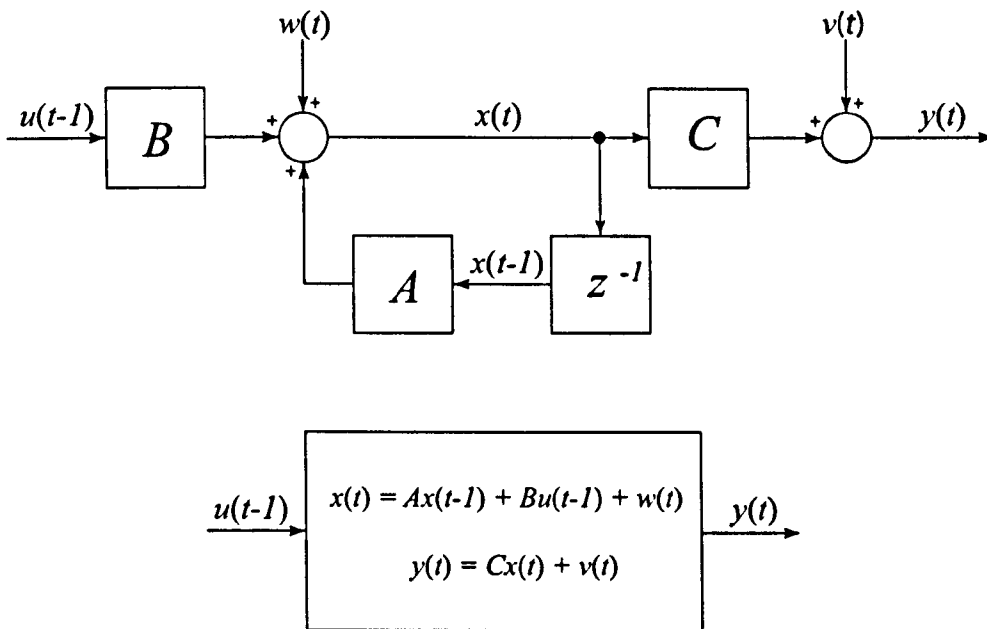 w(t)
v(t)
u(t-1)
B
x(t)
C
y(t)
A
x(t-1)
z -1
u(t-1)
x(t) = Ax(t-1) + Bu(t-1) + w(t)
y(t) = Cx(t) + v(t)
y(t)
+
+
+
+
+